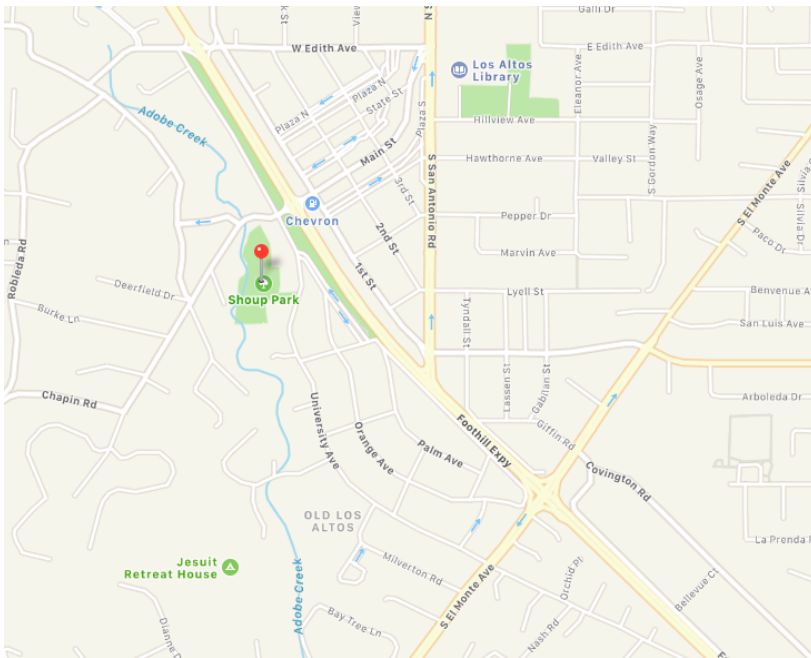 k St
View
Galli Dr
W Edith Ave
S N
E Edith Ave
Los Altos
Library
Eleanor Ave
Osage Ave
Plaza N
State St
Plaza N
Adobe Creek
Main St
S Plaza
Hillview Ave
Hawthorne Ave
Valley St
S Gordon Way
S San Antonio Rd
3rd St
Chevron
2nd St
Pepper Dr
S El Monte Ave
Silvia Dr
Paco Dr
Robleda Rd
Marvin Ave
1st St
Deerfield Dr
Shoup Park
Burke Ln
Lyell St
Tyndall St
Benvenue A
San Luis Ave
Lassen St
Gabilan St
Chapin Rd
University Ave
Orange Ave
Palm Ave
Foothill Expy
Giffin Rd
Arboleda Dr
Covington Rd
OLD LOS
ALTOS
La Prenda
Jesuit
Retreat House
Adobe Creek
Milverton Rd
Orchid Pl
Bellevue Ct
S El Monte Ave
Bay Tree Ln
Nash Rd
Dianne D